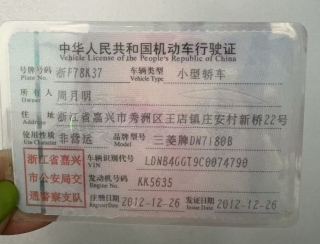 中华人民共和国机动车行驶证
Vehicle License of the People's Republic of China
号牌号码 浙F78K37 车辆类型 小型轿车
Plate No. Vehicle Type
所有人 周月明
Owner
住址 浙江省嘉兴市秀洲区王店镇庄安村新桥22号
Address
使用性质 非营运 品牌型号 三菱牌DN7180B
Use Character Model
浙江省嘉兴
市公安局交
通警察支队
车辆识别代号 LDNB4GGT9C0074790
VIN
发动机号码 KK5635
Engine No.
注册日期 2012-12-26 发证日期 2012-12-26
Register Date Issue Date